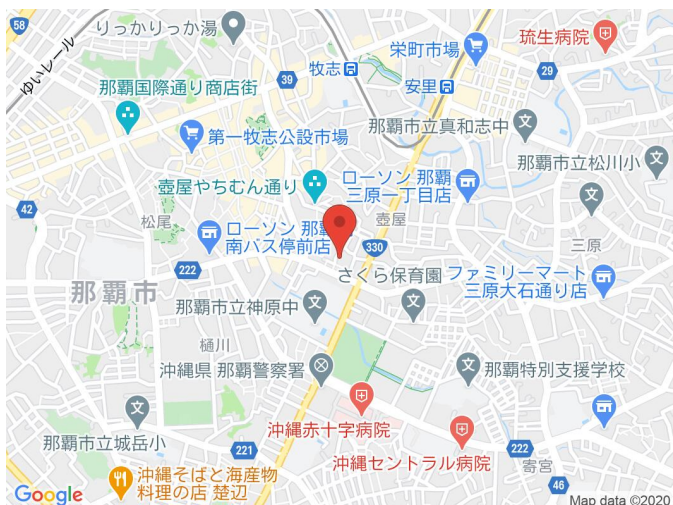 58
りっかりっか湯
栄町市場
琉生病院
ゆいレール
牧志
39
29
安里
那覇国際通り商店街
第一牧志公設市場
那覇市立真和志中
那覇市立松川小
壺屋やちむん通り
ローソン 那覇
三原一丁目店
42
松尾
壺屋
ローソン 那覇
南バス停前店
330
三原
222
さくら保育園
ファミリーマート
三原大石通り店
那覇市
那覇市立神原中
樋川
沖縄県 那覇警察署
那覇特別支援学校
沖縄赤十字病院
那覇市立城岳小
221
222
沖縄セントラル病院
寄宮
沖縄そばと海産物
料理の店 楚辺
46
Google
Map data ©2020